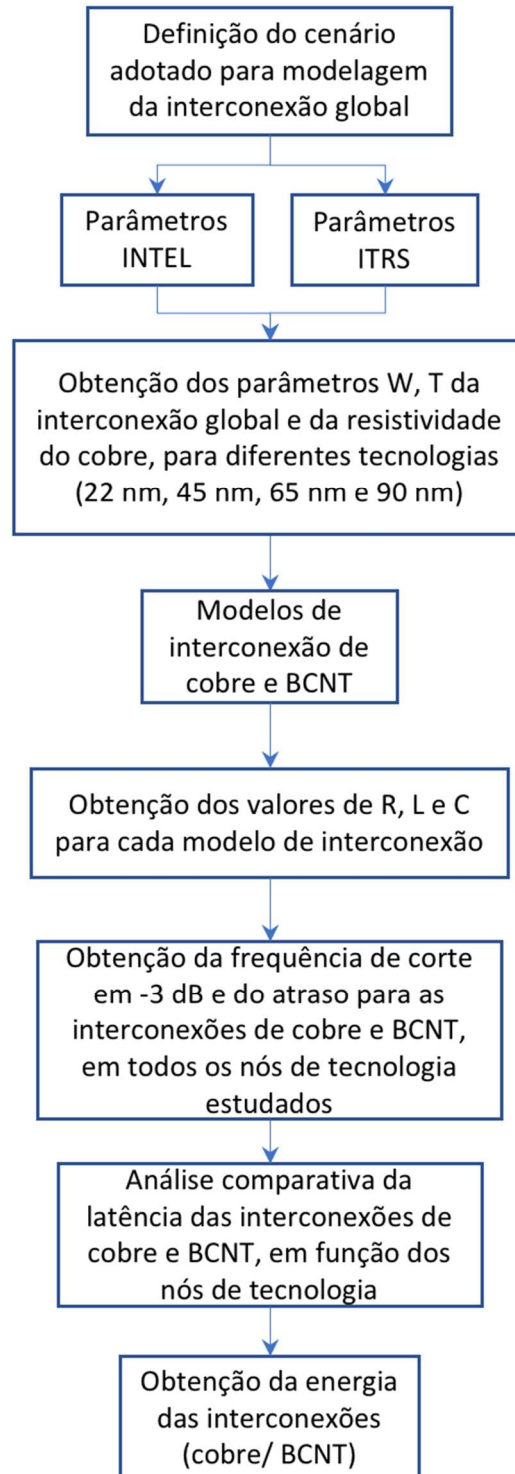 Definição do cenário
adotado para modelagem
da interconexão global
Parâmetros
INTEL
Parâmetros
ITRS
Obtenção dos parâmetros W, T da
interconexão global e da resistividade
do cobre, para diferentes tecnologias
(22 nm, 45 nm, 65 nm e 90 nm)
Modelos de
interconexão de
cobre e BCNT
Obtenção dos valores de R, L e C
para cada modelo de interconexão
Obtenção da frequência de corte
em -3 dB e do atraso para as
interconexões de cobre e BCNT,
em todos os nós de tecnologia
estudados
Análise comparativa da
latência das interconexões de
cobre e BCNT, em função dos
nós de tecnologia
Obtenção da energia
das interconexões
(cobre/ BCNT)